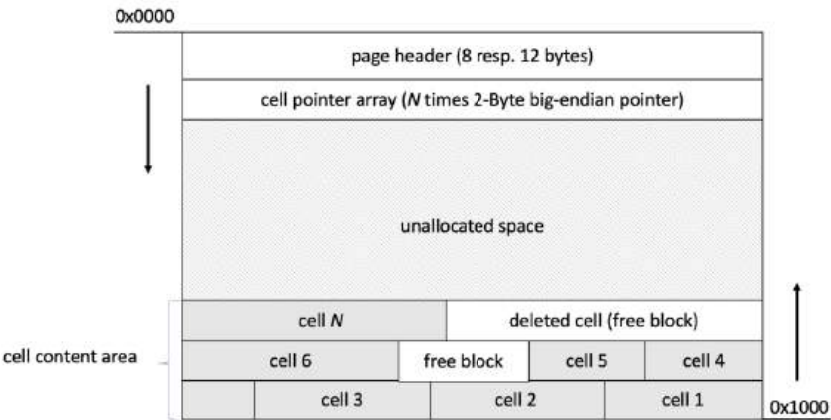 0x0000
page header (8 resp. 12 bytes)
cell pointer array (N times 2-Byte big-endian pointer)
unallocated space
cell N
deleted cell (free block)
cell content area
cell 6
free block
cell 5
cell 4
cell 3
cell 2
cell 1
0x1000